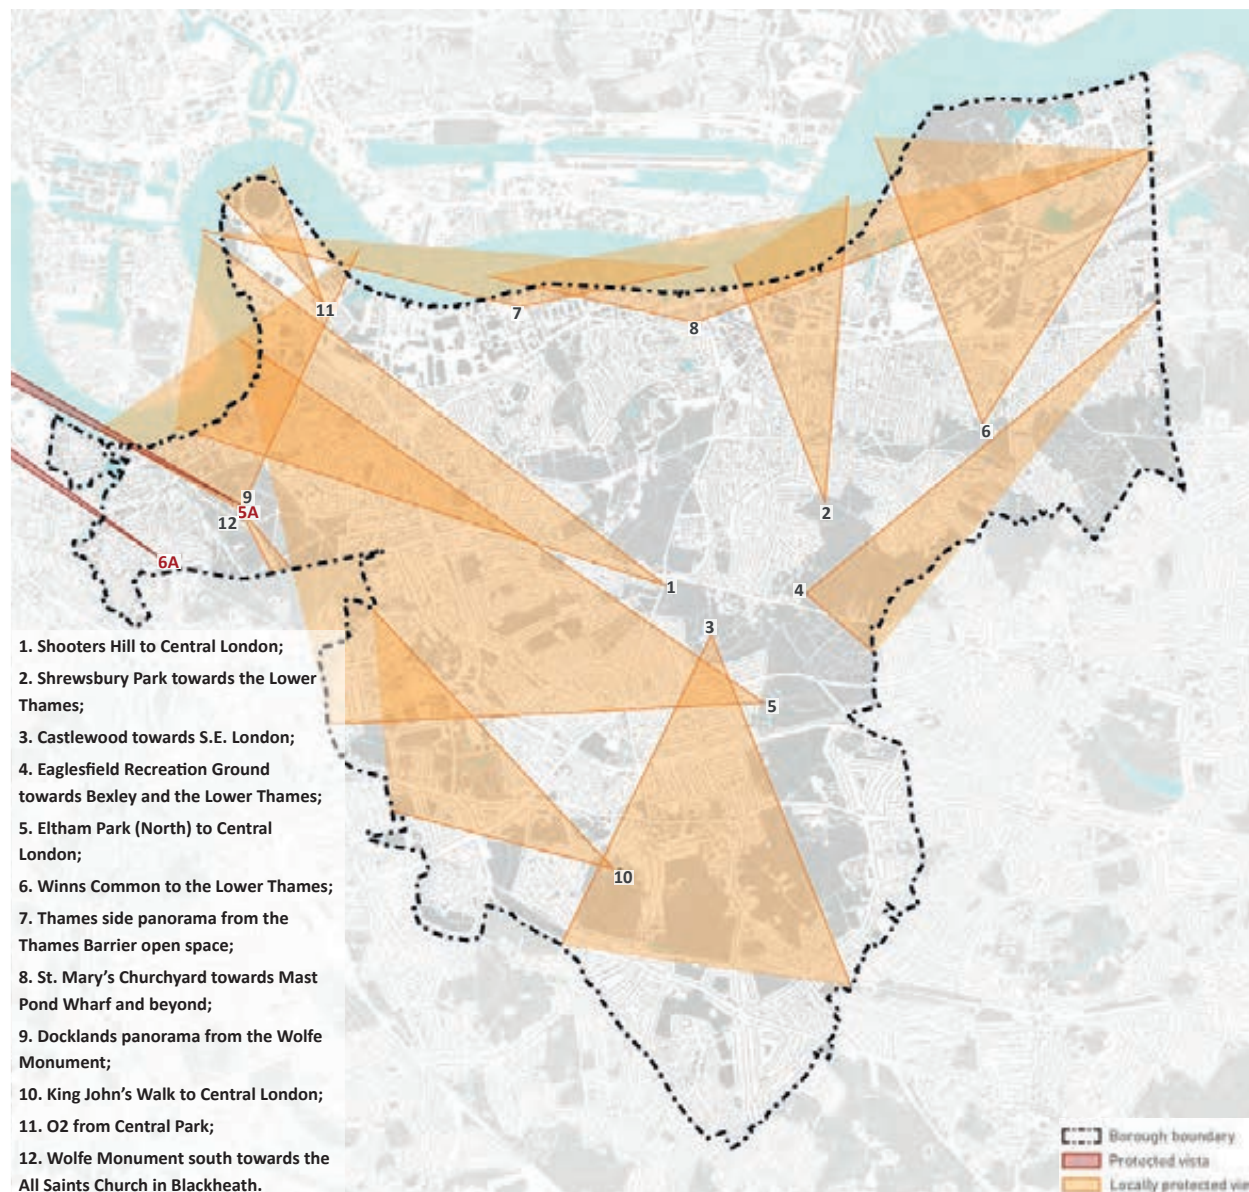 11
7
8
6
9
5A
12
2
6A
1
4
3
5
10
1. Shooters Hill to Central London;
2. Shrewsbury Park towards the Lower
Thames;
3. Castlewood towards S.E. London;
4. Eaglesfield Recreation Ground
towards Bexley and the Lower Thames;
5. Eltham Park (North) to Central
London;
6. Winns Common to the Lower Thames;
7. Thames side panorama from the
Thames Barrier open space;
8. St. Mary's Churchyard towards Mast
Pond Wharf and beyond;
9. Docklands panorama from the Wolfe
Monument;
10. King John's Walk to Central London;
11. O2 from Central Park;
12. Wolfe Monument south towards the
All Saints Church in Blackheath.
Borough boundary
Protected vista
Locally protected vie